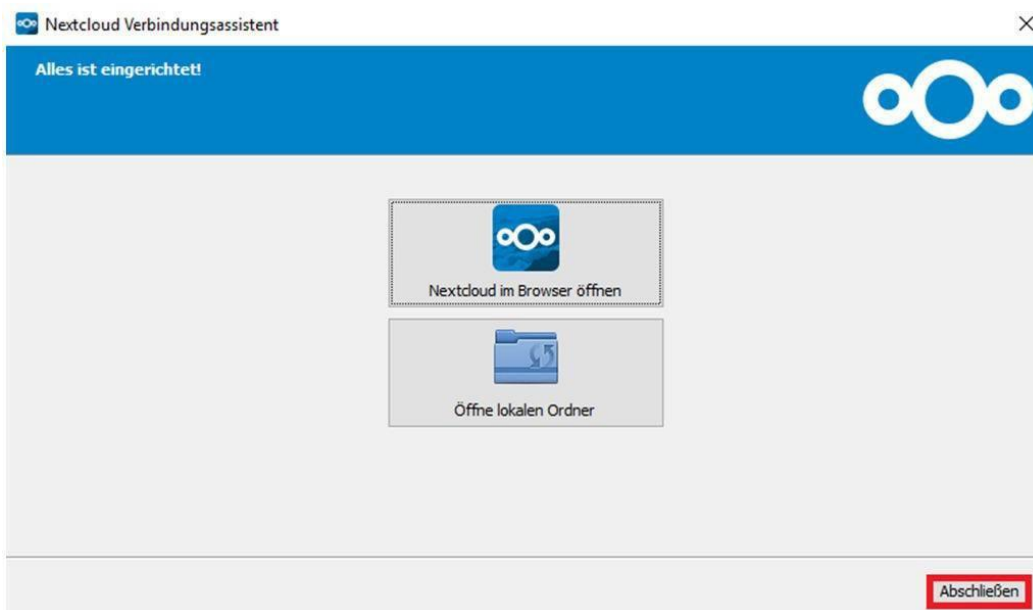 Nextcloud Verbindungsassistent
Alles ist eingerichtet!
Nextcloud im Browser öffnen
Öffne lokalen Ordner
Abschließen